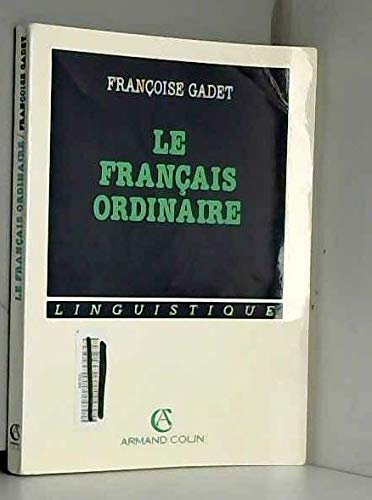 FRANÇOISE GADET
LE
FRANÇAIS
ORDINAIRE
LINGUISTIQUE
ARMAND COLIN
LE FRANÇAIS ORDINAIRE / FRANÇOISE GADET